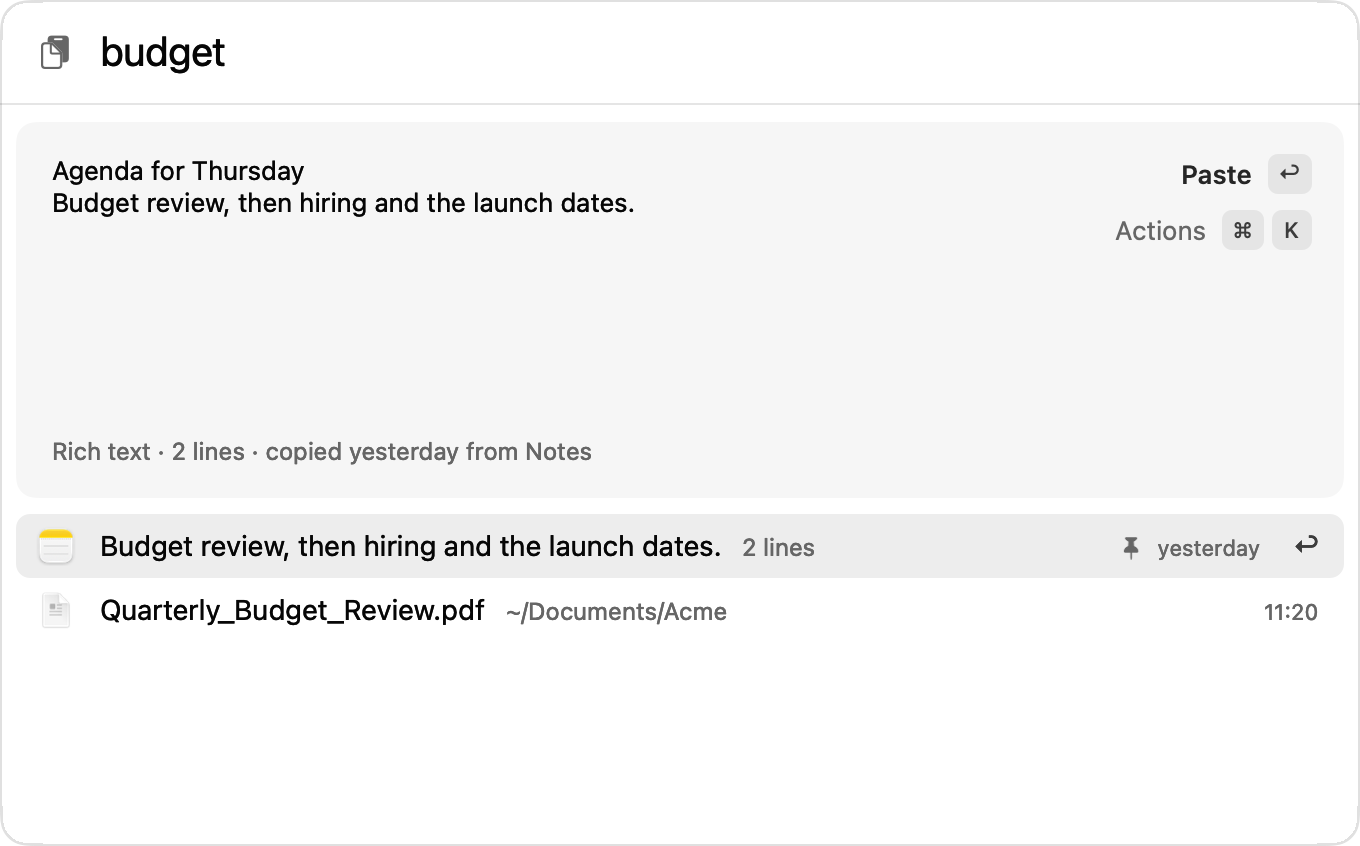 budget
Agenda for Thursday
Budget review, then hiring and the launch dates.
Paste ↩
Actions ⌘ K
Rich text · 2 lines · copied yesterday from Notes
Budget review, then hiring and the launch dates. 2 lines yesterday ↩
Quarterly_Budget_Review.pdf ~/Documents/Acme 11:20